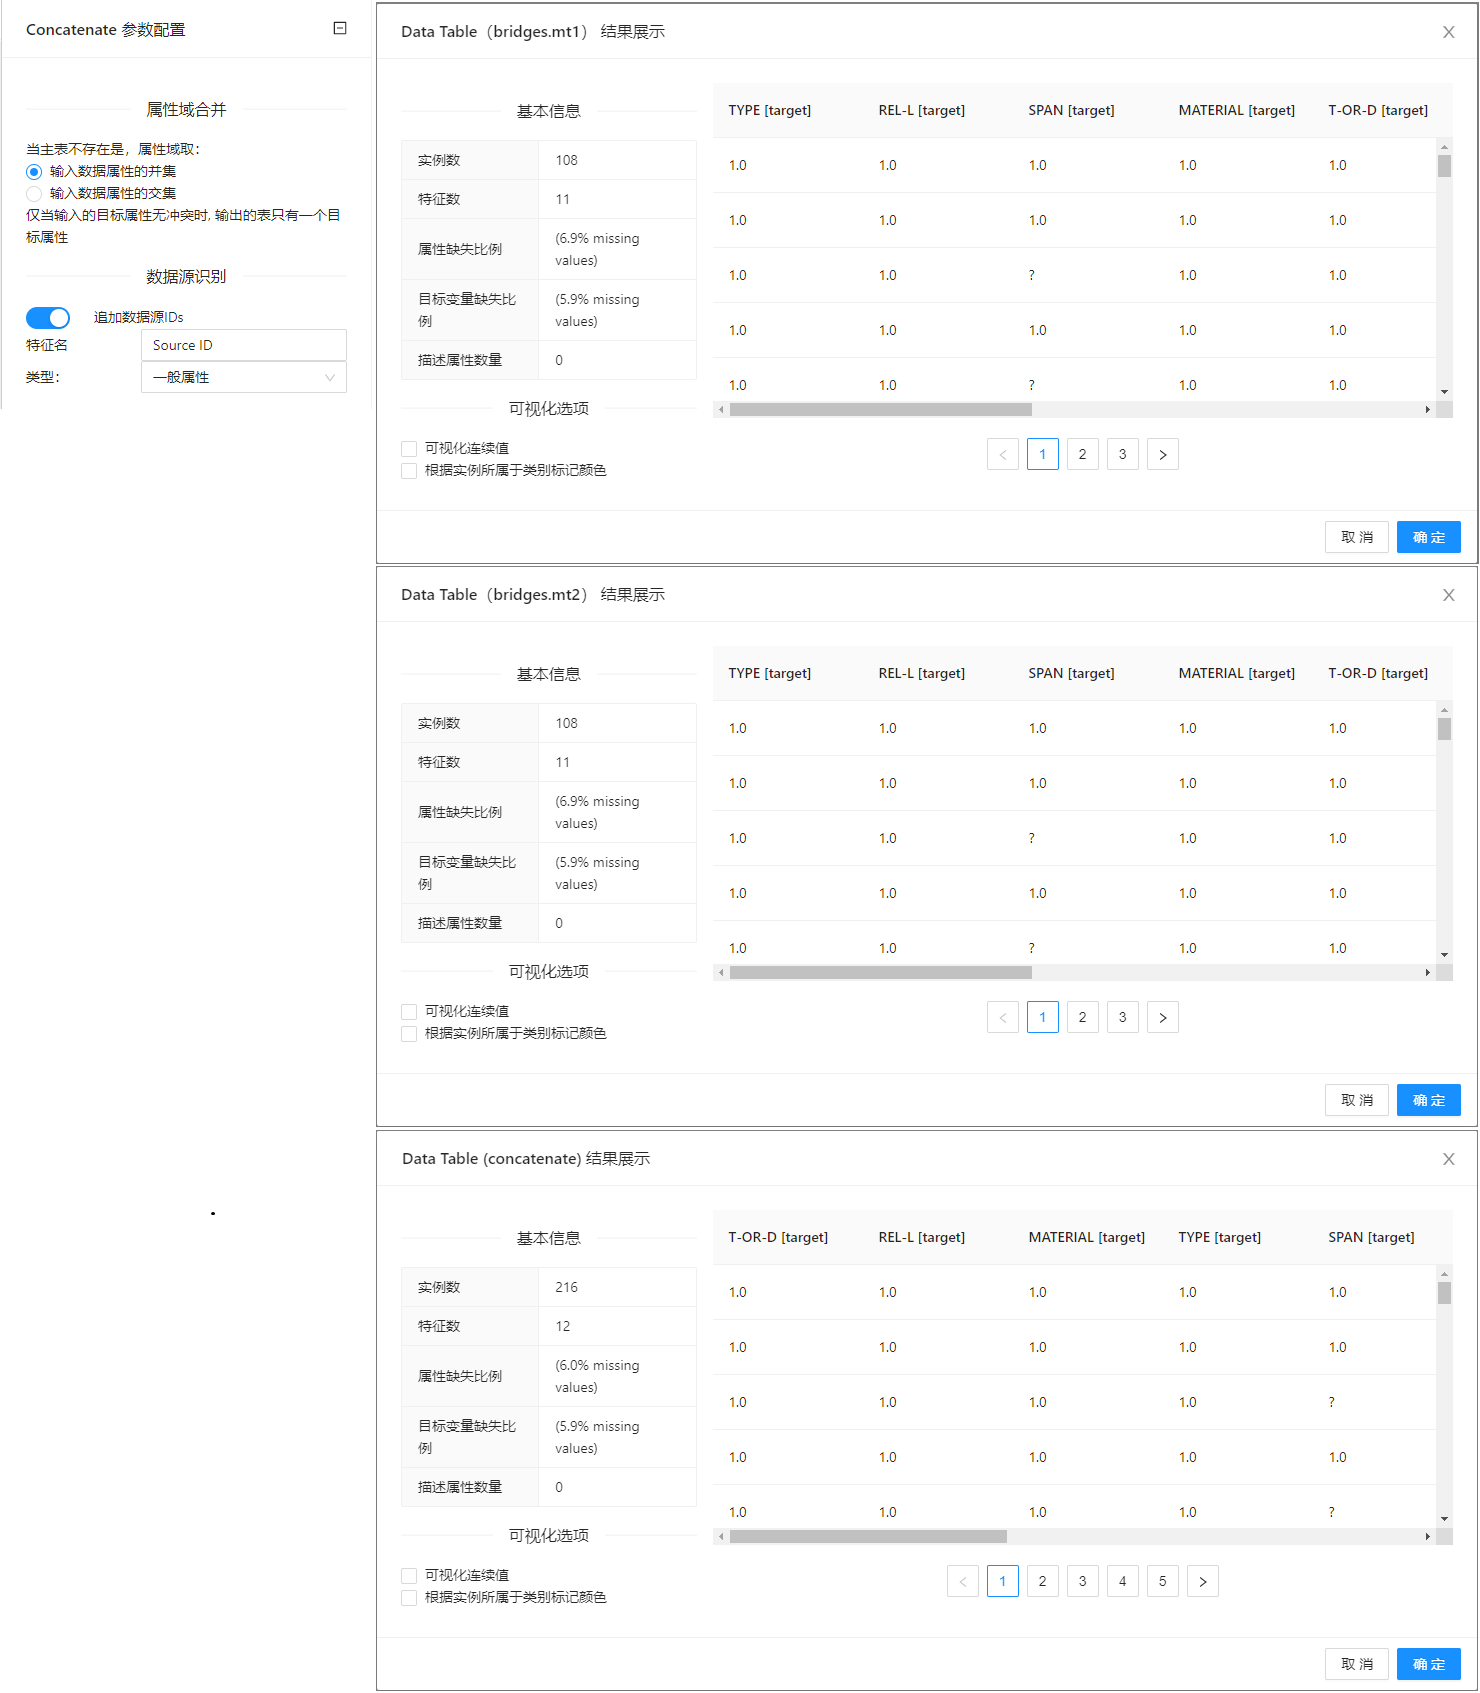 Concatenate 参数配置
属性域合并
当主表不存在是，属性域取：
输入数据属性的并集
输入数据属性的交集
仅当输入的目标属性无冲突时, 输出的表只有一个目
标属性
数据源识别
追加数据源IDs
特征名
Source ID
类型：
一般属性
Data Table（bridges.mt1） 结果展示
X
基本信息
实例数 108
特征数 11
属性缺失比例
(6.9% missing
values)
目标变量缺失比
例
(5.9% missing
values)
描述属性数量 0
可视化选项
可视化连续值
根据实例所属于类别标记颜色
TYPE [target] REL-L [target] SPAN [target] MATERIAL [target] T-OR-D [target]
1.0 1.0 1.0 1.0 1.0
1.0 1.0 1.0 1.0 1.0
1.0 1.0 ? 1.0 1.0
1.0 1.0 1.0 1.0 1.0
1.0 1.0 ? 1.0 1.0
< 1 2 3 >
取 消 确 定
Data Table（bridges.mt2） 结果展示
X
基本信息
实例数 108
特征数 11
属性缺失比例
(6.9% missing
values)
目标变量缺失比
例
(5.9% missing
values)
描述属性数量 0
可视化选项
可视化连续值
根据实例所属于类别标记颜色
TYPE [target] REL-L [target] SPAN [target] MATERIAL [target] T-OR-D [target]
1.0 1.0 1.0 1.0 1.0
1.0 1.0 1.0 1.0 1.0
1.0 1.0 ? 1.0 1.0
1.0 1.0 1.0 1.0 1.0
1.0 1.0 ? 1.0 1.0
< 1 2 3 >
取 消 确 定
Data Table (concatenate) 结果展示
X
基本信息
实例数 216
特征数 12
属性缺失比例
(6.0% missing
values)
目标变量缺失比
例
(5.9% missing
values)
描述属性数量 0
可视化选项
可视化连续值
根据实例所属于类别标记颜色
T-OR-D [target] REL-L [target] MATERIAL [target] TYPE [target] SPAN [target]
1.0 1.0 1.0 1.0 1.0
1.0 1.0 1.0 1.0 1.0
1.0 1.0 1.0 1.0 ?
1.0 1.0 1.0 1.0 1.0
1.0 1.0 1.0 1.0 ?
< 1 2 3 4 5 >
取 消 确 定